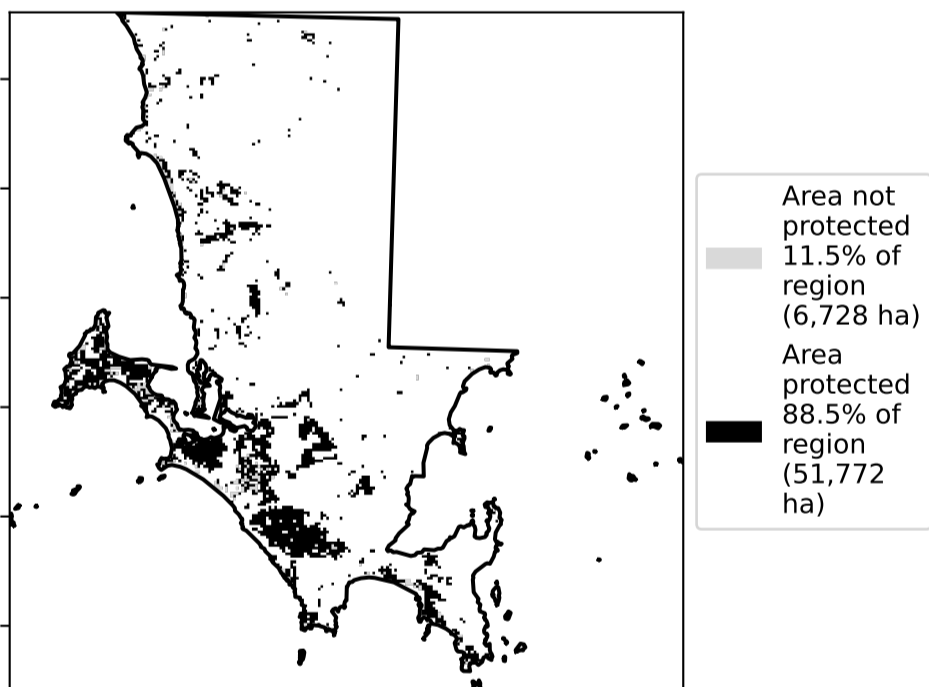 Area not
protected
11.5% of
region
(6,728 ha)
Area
protected
88.5% of
region
(51,772
ha)